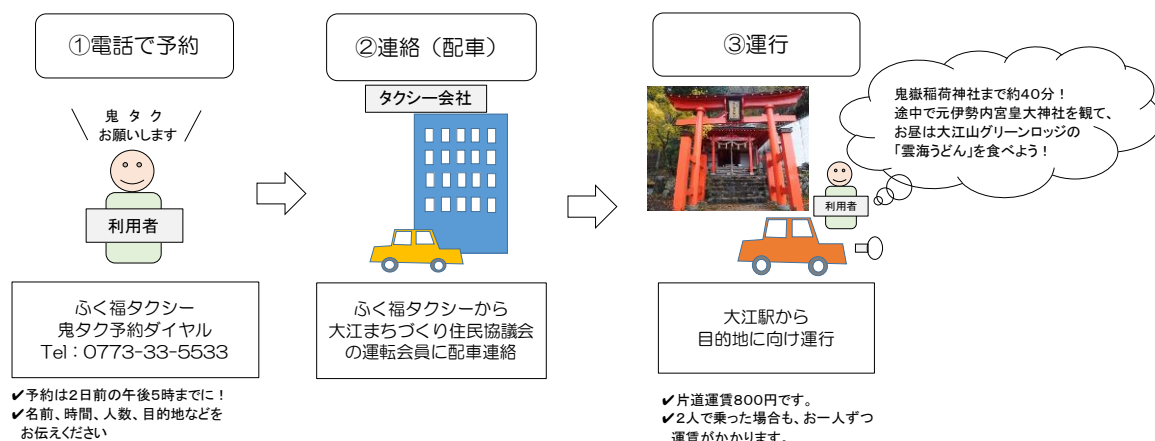 ①電話で予約
鬼 タ ク
お願いします
利用者
ふく福タクシー
鬼タク予約ダイヤル
Tel：0773-33-5533
✔予約は2日前の午後5時までに！
✔名前、時間、人数、目的地などを
お伝えください
②連絡（配車）
タクシー会社
ふく福タクシーから
大江まちづくり住民協議会
の運転会員に配車連絡
③運行
鬼嶽稲荷神社まで約40分！
途中で元伊勢内宮皇大神社を観て、
お昼は大江山グリーンロッジの
「雲海うどん」を食べよう！
利用者
大江駅から
目的地に向け運行
✔片道運賃800円です。
✔2人で乗った場合も、お一人ずつ
運賃がかかります。